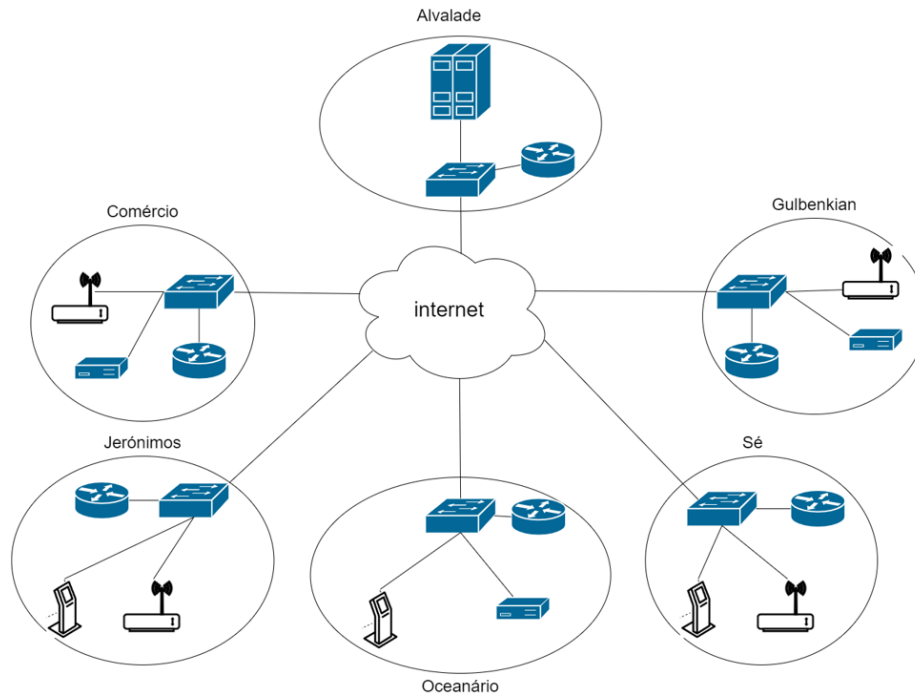 Alvalade
Comércio
Gulbenkian
internet
Jerónimos
Sé
Oceanário